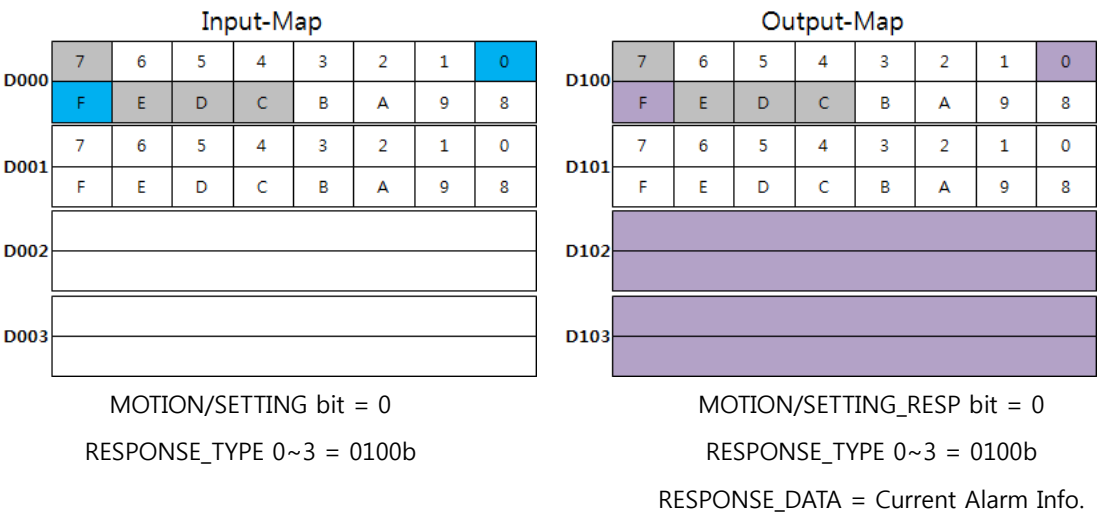 Input-Map
D000
7 6 5 4 3 2 1 0
F E D C B A 9 8
D001
7 6 5 4 3 2 1 0
F E D C B A 9 8
D002
D003
MOTION/SETTING bit = 0
RESPONSE_TYPE 0~3 = 0100b
Output-Map
D100
7 6 5 4 3 2 1 0
F E D C B A 9 8
D101
7 6 5 4 3 2 1 0
F E D C B A 9 8
D102
D103
MOTION/SETTING_RESP bit = 0
RESPONSE_TYPE 0~3 = 0100b
RESPONSE_DATA = Current Alarm Info.